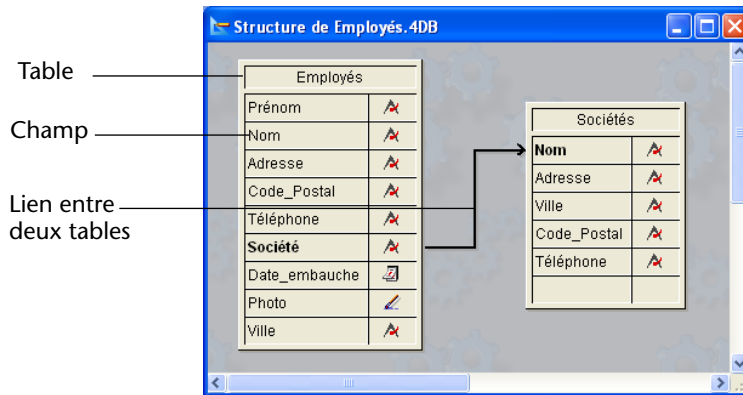 Structure de Employés.4DB
Table
Champ
Lien entre
deux tables
Employés
Prénom
Nom
Adresse
Code_Postal
Téléphone
Société
Date_embauche
Photo
Ville
Sociétés
Nom
Adresse
Ville
Code_Postal
Téléphone